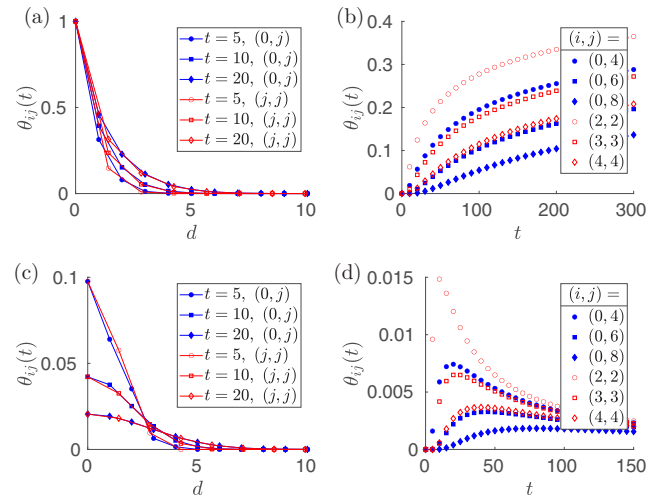 (a)
1
0.5
0
0
5
10
θij(t)
d
t = 5, (0, j)
t = 10, (0, j)
t = 20, (0, j)
t = 5, (j, j)
t = 10, (j, j)
t = 20, (j, j)
(b)
0.4
0.3
0.2
0.1
0
0
100
200
300
θij(t)
t
(i, j) =
(0, 4)
(0, 6)
(0, 8)
(2, 2)
(3, 3)
(4, 4)
(c)
0.1
0.05
0
0
5
10
θij(t)
d
t = 5, (0, j)
t = 10, (0, j)
t = 20, (0, j)
t = 5, (j, j)
t = 10, (j, j)
t = 20, (j, j)
(d)
0.015
0.01
0.005
0
0
50
100
150
θij(t)
t
(i, j) =
(0, 4)
(0, 6)
(0, 8)
(2, 2)
(3, 3)
(4, 4)